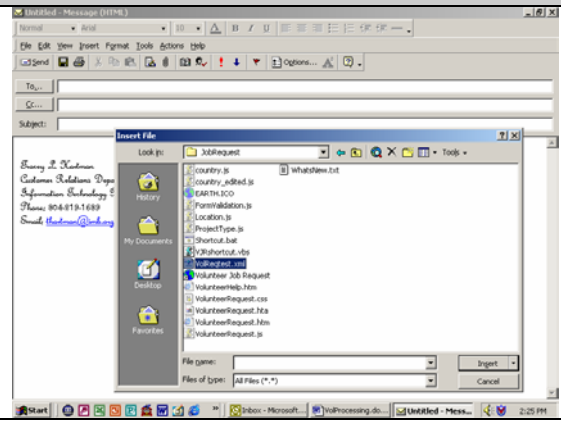 Untitled - Message (HTML)
Normal Arial 10 A B I U
File Edit View Insert Format Tools Actions Help
Send Options...
To...
Cc...
Subject:
Insert File
Look in: JobRequest Tools
History
My Documents
Desktop
Favorites
country.js
country_edited.js
EARTH.ICO
FormValidation.js
Location.js
ProjectType.js
Shortcut.bat
VJRshortcut.vbs
VolReqtest.xml
Volunteer Job Request
VolunteerHelp.htm
VolunteerRequest.css
VolunteerRequest.hta
VolunteerRequest.htm
VolunteerRequest.js
WhatsNew.txt
File name: Insert
Files of type: All Files (*.*) Cancel
Hartman
Customer Relations
Information Technology
Phone: 804-219-1689
Email:
Start Inbox - Microsoft... VolProcessing.do... Untitled - Mess... 2:25 PM